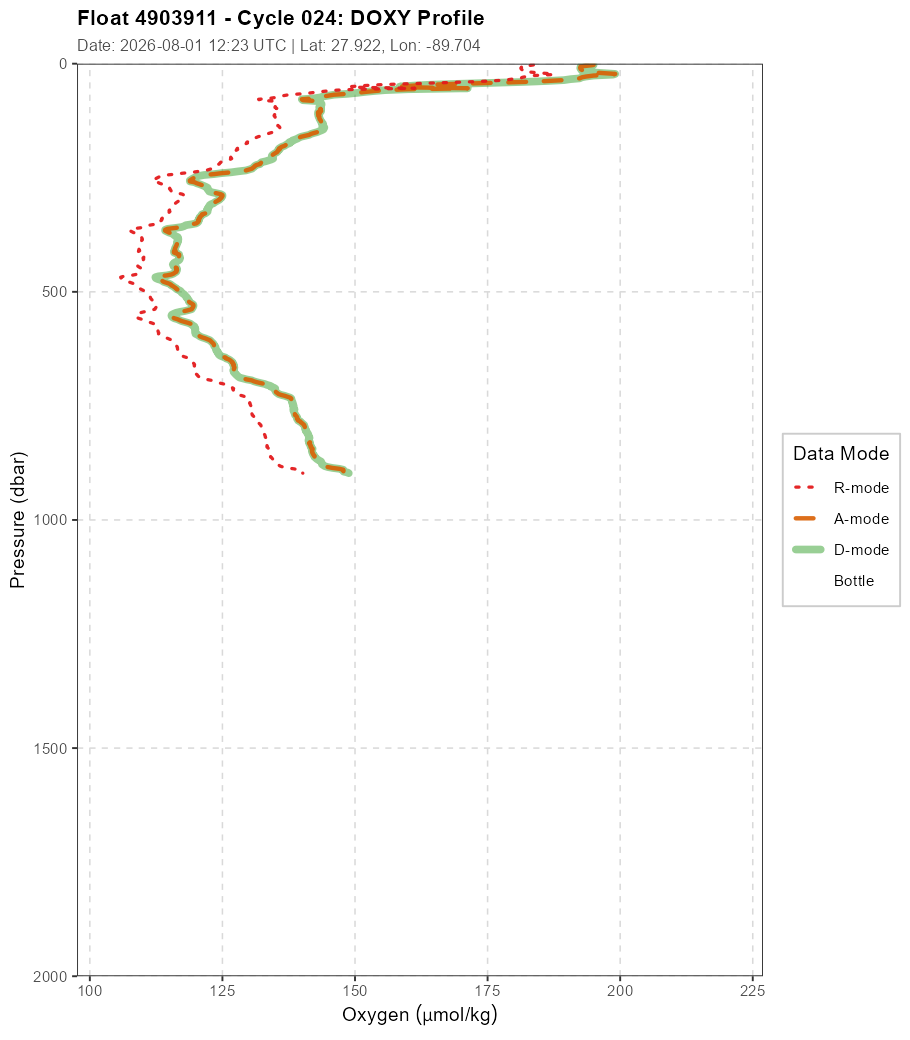 Float 4903911 - Cycle 024: DOXY Profile
Date: 2026-08-01 12:23 UTC | Lat: 27.922, Lon: -89.704
0
500
1000
1500
2000
Pressure (dbar)
100 125 150 175 200 225
Oxygen (μmol/kg)
Data Mode
R-mode
A-mode
D-mode
Bottle